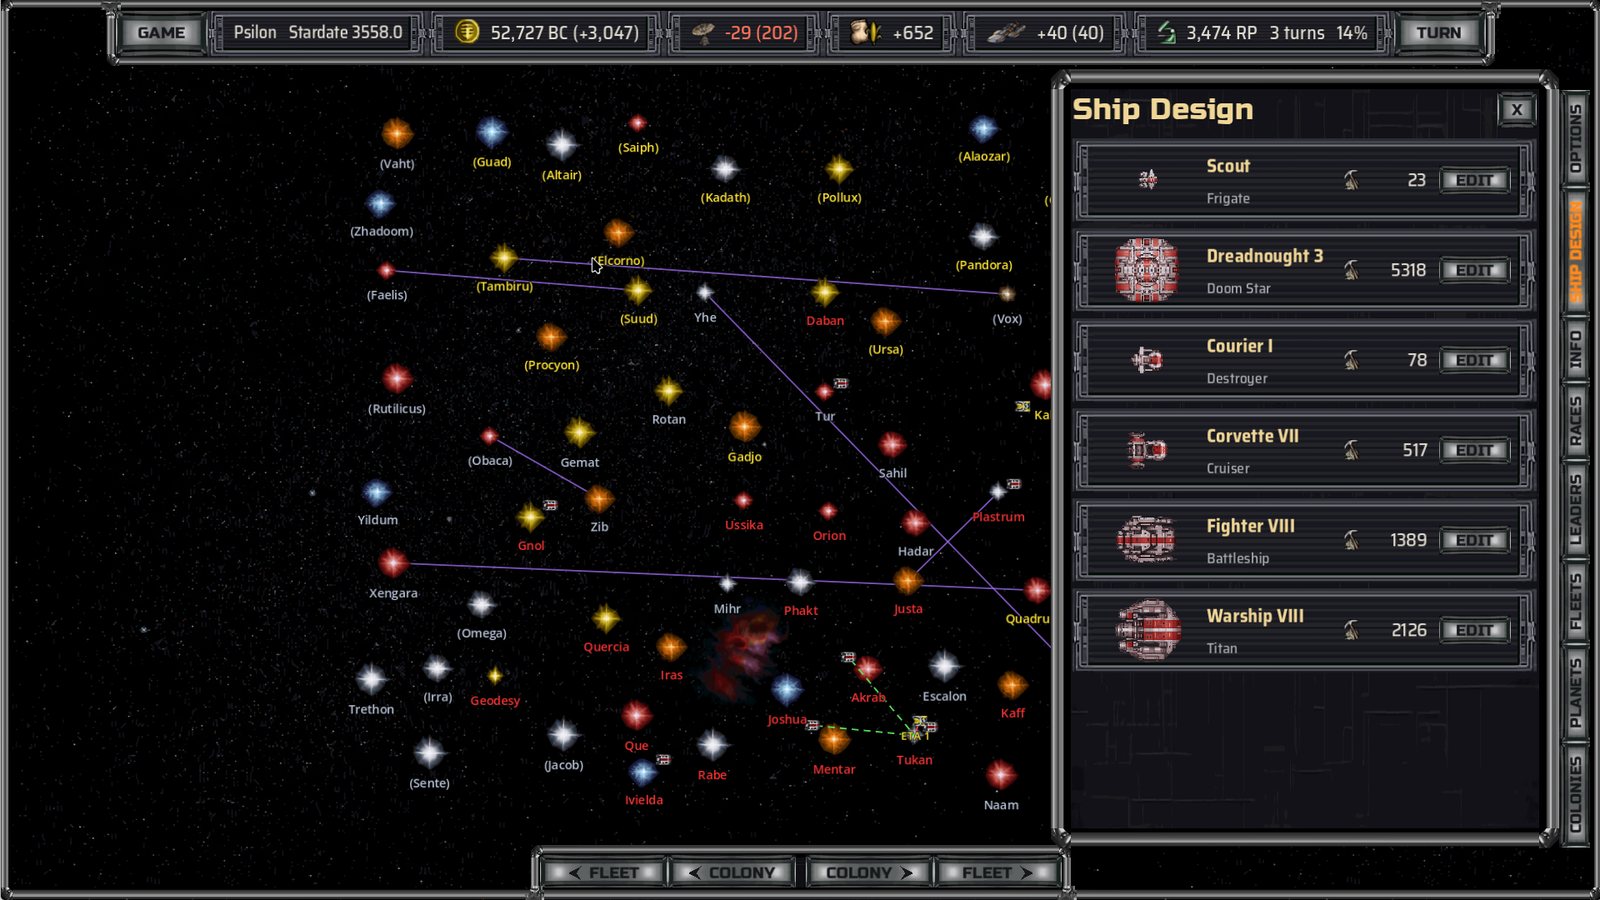 GAME
Psilon Stardate 3558.0
52,727 BC (+3,047)
-29 (202)
+652
+40 (40)
3,474 RP 3 turns 14%
TURN
Ship Design
X
Scout
Frigate
23
EDIT
Dreadnought 3
Doom Star
5318
EDIT
Courier I
Destroyer
78
EDIT
Corvette VII
Cruiser
517
EDIT
Fighter VIII
Battleship
1389
EDIT
Warship VIII
Titan
2126
EDIT
OPTIONS
SHIP DESIGN
INFO
RACES
LEADERS
FLEETS
PLANETS
COLONIES
(Vaht)
(Guad)
(Altair)
(Saiph)
(Kadath)
(Pollux)
(Alaozar)
(Zhadoom)
(Elcorno)
(Pandora)
(Faelis)
(Tambiru)
(Suud)
Yhe
Daban
(Vox)
(Ursa)
(Procyon)
(Rutilicus)
Rotan
Tur
(Obaca)
Gemat
Gadjo
Sahil
Yildum
Zib
Ussika
Orion
Plastrum
Gnol
Hadar
Xengara
Mihr
Phakt
Justa
Quadru
(Omega)
Quercia
Iras
Trethon
(Irra)
Geodesy
Joshua
Akrab
Escalon
Kaff
ETA 1
Que
(Jacob)
Rabe
Mentar
Tukan
(Sente)
Ivielda
Naam
< FLEET
< COLONY
COLONY >
FLEET >